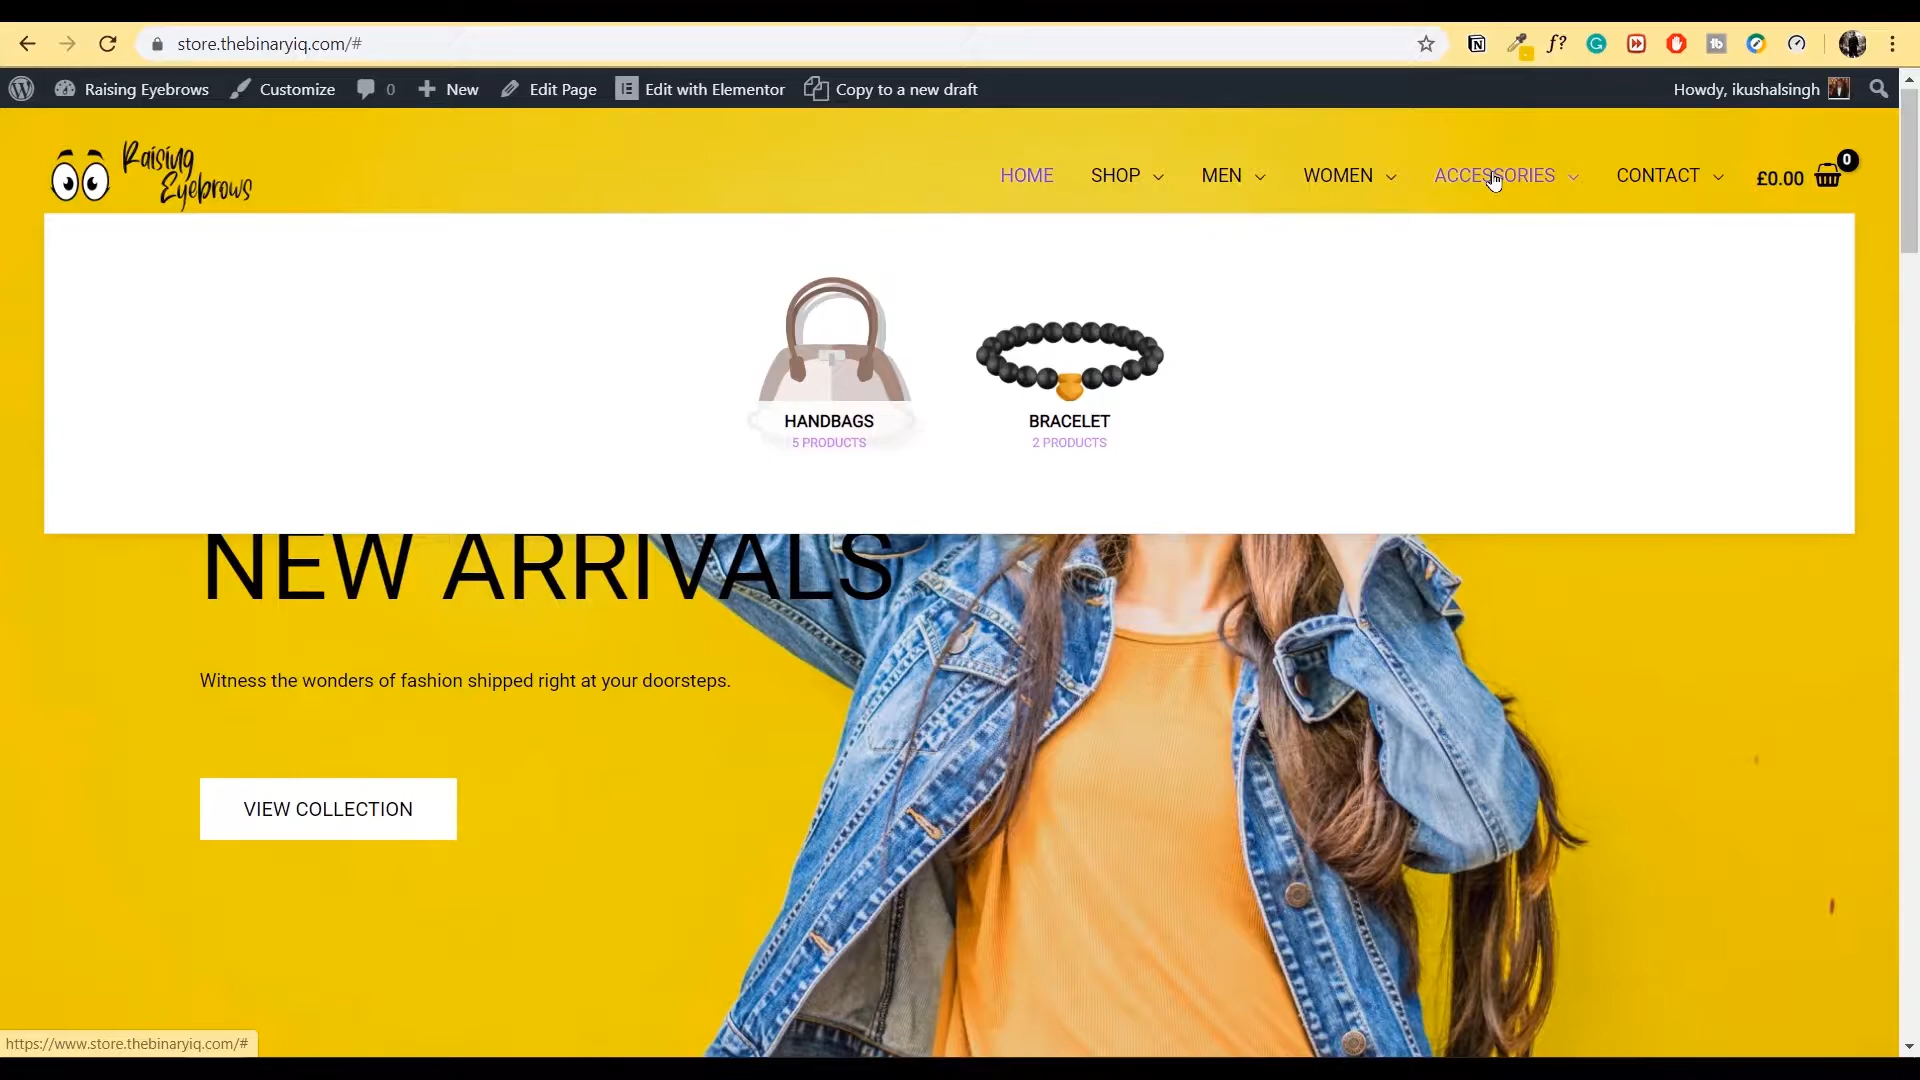 store.thebinaryiq.com/#
Raising Eyebrows
Customize
0
New
Edit Page
Edit with Elementor
Copy to a new draft
Howdy, ikushalsingh
Raising
Eyebrows
HOME
SHOP
MEN
WOMEN
ACCESSORIES
CONTACT
£0.00
0
HANDBAGS
5 PRODUCTS
BRACELET
2 PRODUCTS
NEW ARRIVALS
Witness the wonders of fashion shipped right at your doorsteps.
VIEW COLLECTION
https://www.store.thebinaryiq.com/#